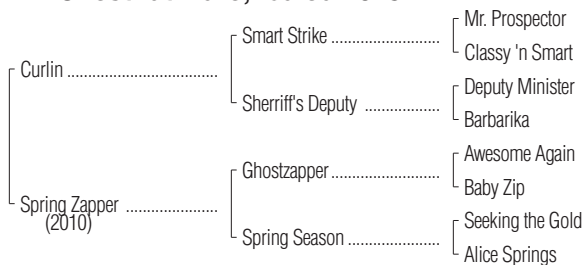 Mr. Prospector
Smart Strike ...................
Classy 'n Smart
Curlin ...................................
Deputy Minister
Sherriff's Deputy ..................
Barbarika
Awesome Again
Ghostzapper..........................
Baby Zip
Spring Zapper ......................
(2010)
Seeking the Gold
Spring Season ......................
Alice Springs